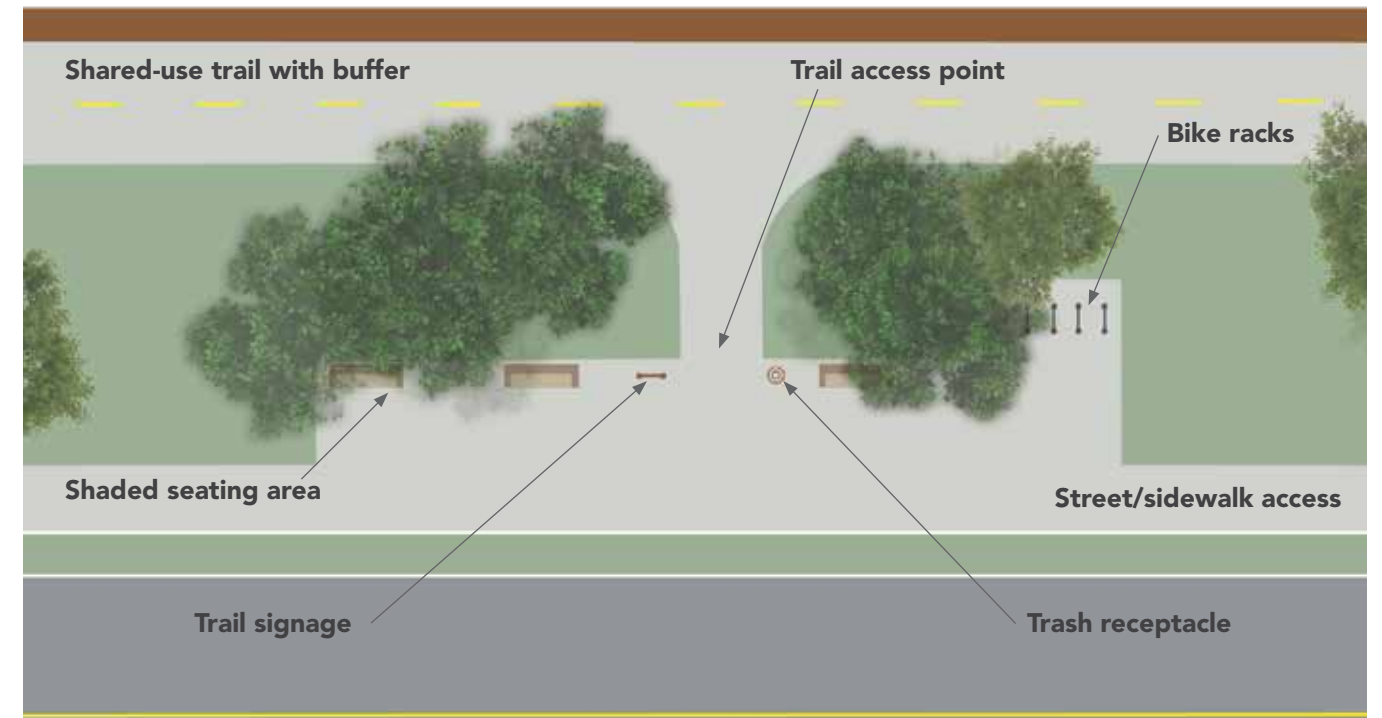 Shared-use trail with buffer
Trail access point
Bike racks
Shaded seating area
Street/sidewalk access
Trail signage
Trash receptacle